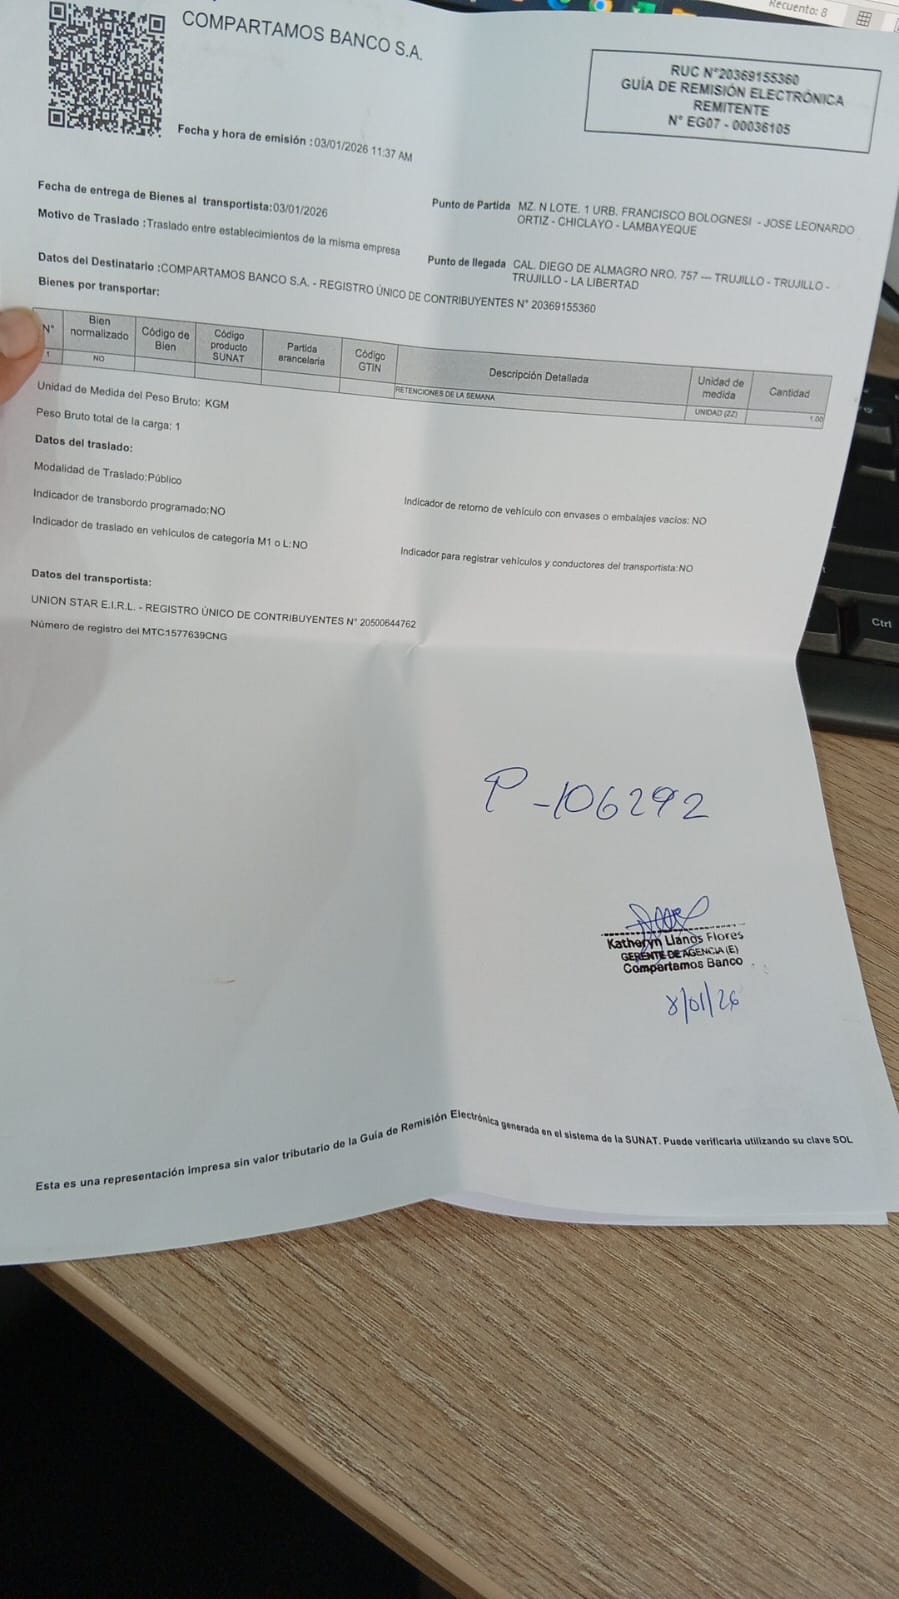 Recuento: 8
COMPARTAMOS BANCO S.A.
RUC N°20369155360
GUÍA DE REMISIÓN ELECTRÓNICA
REMITENTE
N° EG07 - 00036105
Fecha y hora de emisión :03/01/2026 11:37 AM
Fecha de entrega de Bienes al transportista:03/01/2026
Motivo de Traslado :Traslado entre establecimientos de la misma empresa
Punto de Partida MZ. N LOTE. 1 URB. FRANCISCO BOLOGNESI - JOSE LEONARDO
ORTIZ - CHICLAYO - LAMBAYEQUE
Punto de llegada CAL. DIEGO DE ALMAGRO NRO. 757 --- TRUJILLO - TRUJILLO -
TRUJILLO - LA LIBERTAD
Datos del Destinatario :COMPARTAMOS BANCO S.A. - REGISTRO ÚNICO DE CONTRIBUYENTES N° 20369155360
Bienes por transportar:
N° Bien normalizado Código de Bien Código producto SUNAT Partida arancelaria Código GTIN Descripción Detallada Unidad de medida Cantidad
1 NO RETENCIONES DE LA SEMANA UNIDAD (ZZ) 1.00
Unidad de Medida del Peso Bruto: KGM
Peso Bruto total de la carga: 1
Datos del traslado:
Modalidad de Traslado:Público
Indicador de transbordo programado:NO
Indicador de retorno de vehículo con envases o embalajes vacíos: NO
Indicador de traslado en vehículos de categoría M1 o L:NO
Indicador para registrar vehículos y conductores del transportista:NO
Datos del transportista:
UNION STAR E.I.R.L. - REGISTRO ÚNICO DE CONTRIBUYENTES N° 20500644762
Número de registro del MTC:1577639CNG
P-106292
Katheryn Llanos Flores
GERENTE DE AGENCIA (E)
Compartamos Banco
8/01/26
Esta es una representación impresa sin valor tributario de la Guía de Remisión Electrónica generada en el sistema de la SUNAT. Puede verificarla utilizando su clave SOL
Ctrl